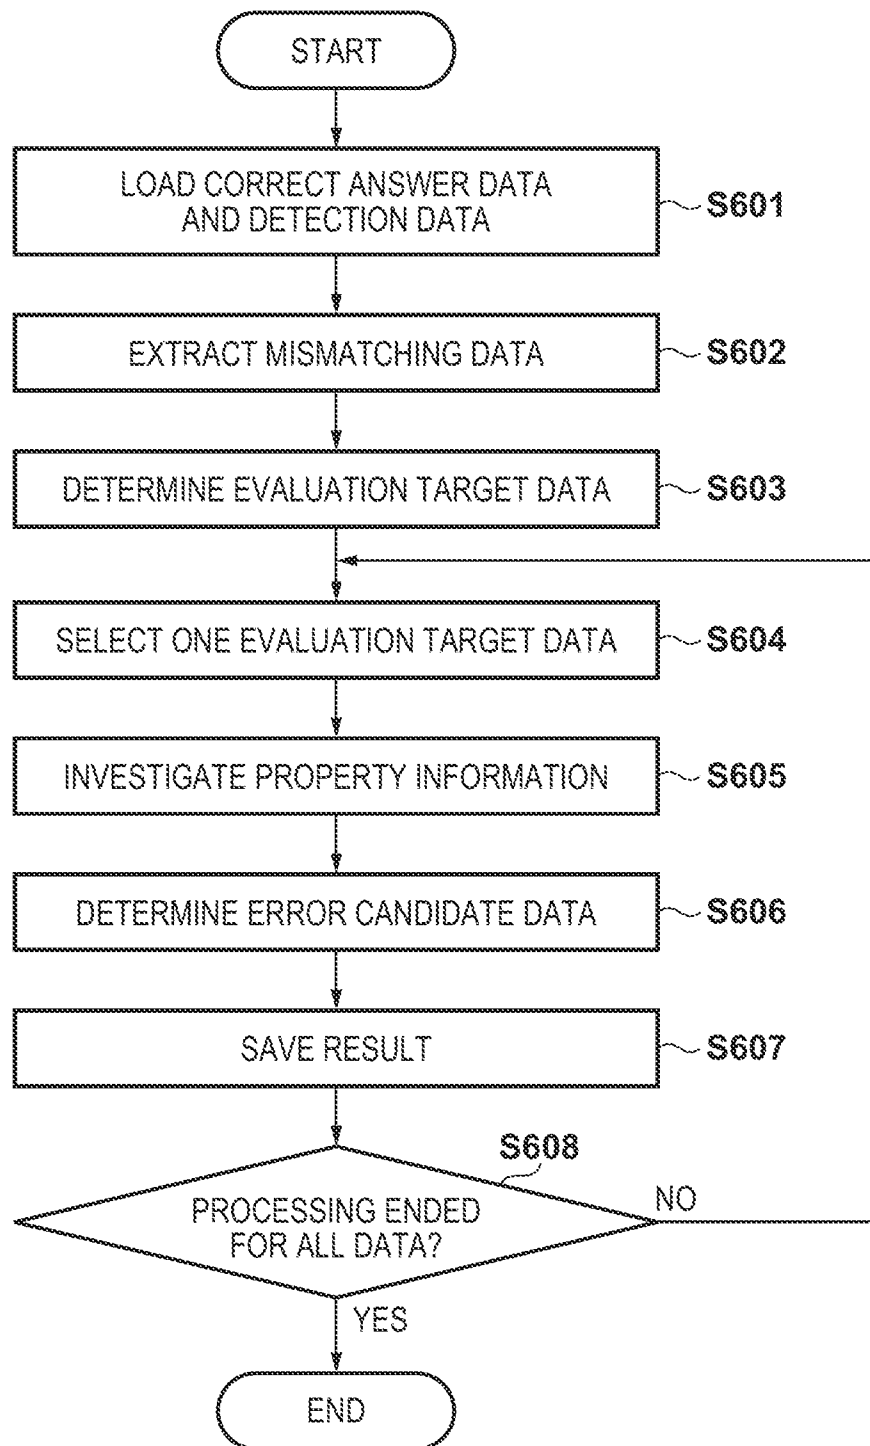 START
LOAD CORRECT ANSWER DATA
AND DETECTION DATA
S601
EXTRACT MISMATCHING DATA
S602
DETERMINE EVALUATION TARGET DATA
S603
SELECT ONE EVALUATION TARGET DATA
S604
INVESTIGATE PROPERTY INFORMATION
S605
DETERMINE ERROR CANDIDATE DATA
S606
SAVE RESULT
S607
S608
PROCESSING ENDED
FOR ALL DATA?
NO
YES
END